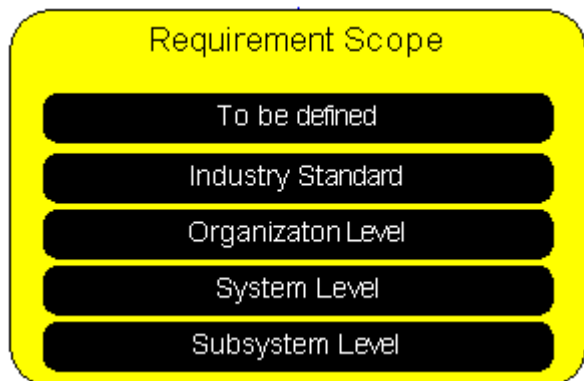 Requirement Scope
To be defined
Industry Standard
Organizaton Level
System Level
Subsystem Level